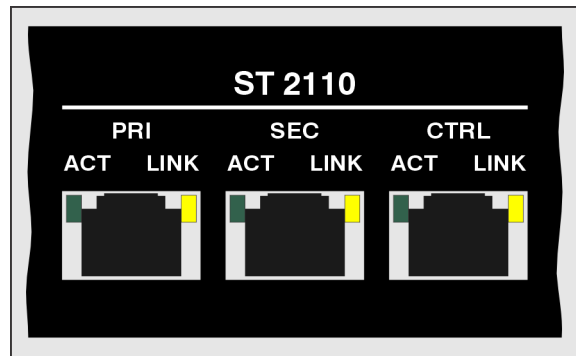 ST 2110
PRI SEC CTRL
ACT LINK ACT LINK ACT LINK